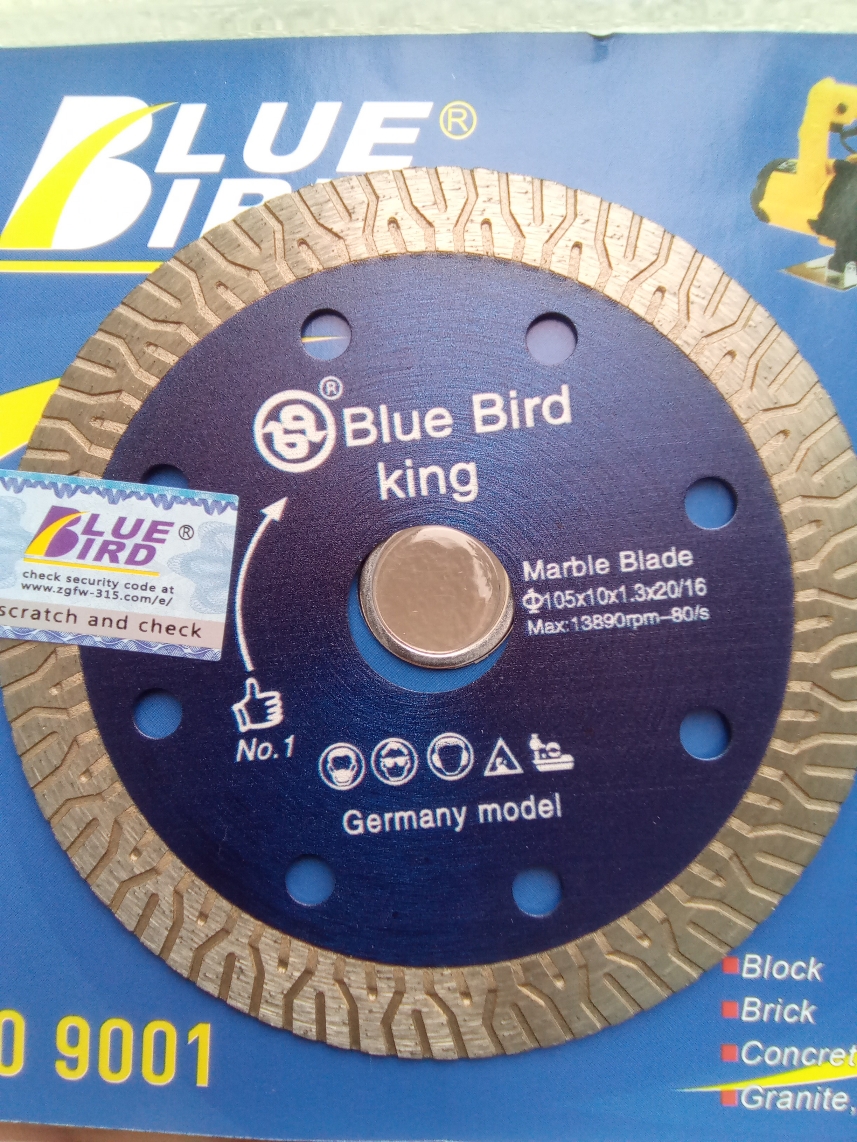 BLUE ®
BIR
® Blue Bird
king
BLUE ®
BIRD
check security code at
www.zgfw-315.com/e/
scratch and check
Marble Blade
Φ105x10x1.3x20/16
Max:13890rpm–80/s
No.1
Germany model
Block
Brick
Concret
Granite,
0 9001